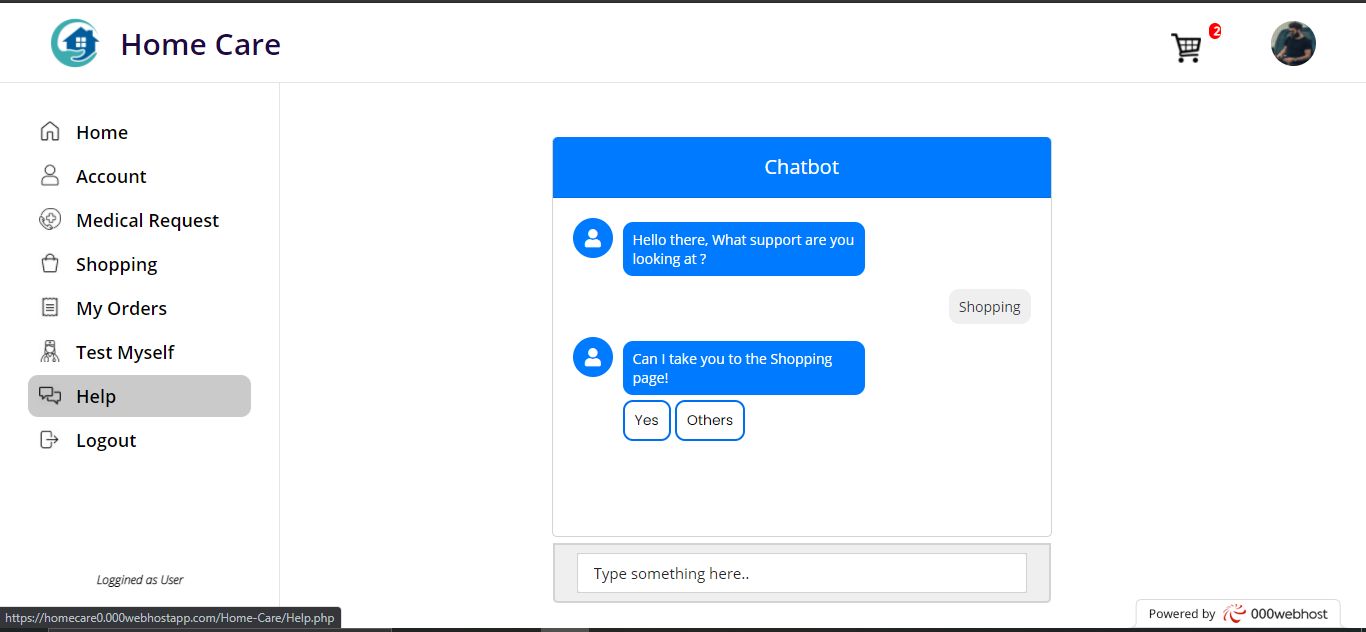 Home Care
2
Home
Account
Medical Request
Shopping
My Orders
Test Myself
Help
Logout
Loggined as User
Chatbot
Hello there, What support are you
looking at ?
Shopping
Can I take you to the Shopping
page!
Yes Others
Type something here..
https://homecare0.000webhostapp.com/Home-Care/Help.php
Powered by 000webhost